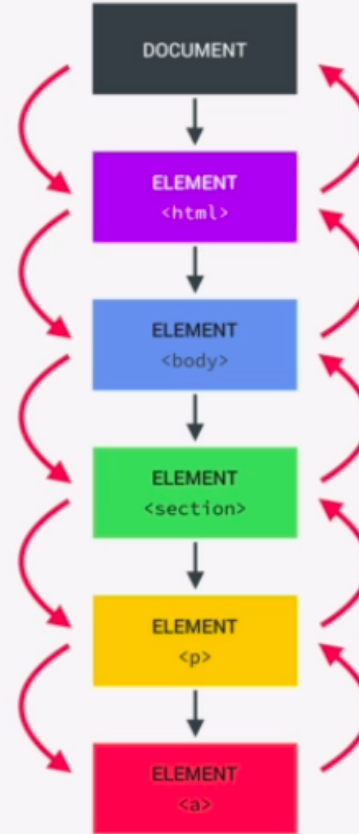 DOCUMENT
ELEMENT
<html>
ELEMENT
<body>
ELEMENT
<section>
ELEMENT
<p>
ELEMENT
<a>